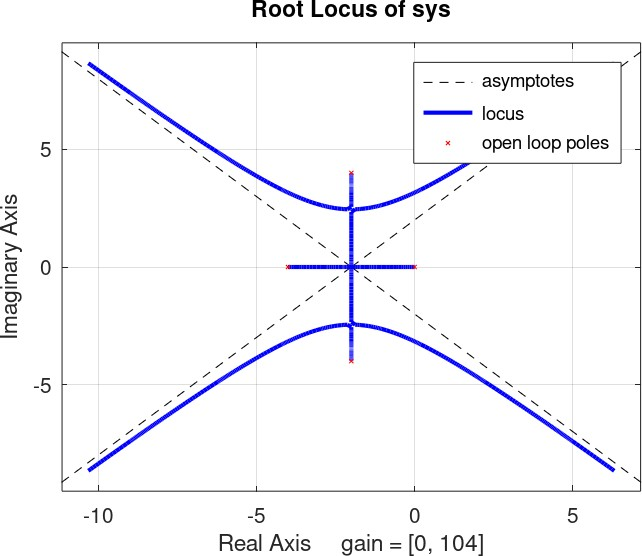 Root Locus of sys
asymptotes
locus
open loop poles
5
0
-5
Imaginary Axis
-10
-5
0
5
Real Axis gain = [0, 104]